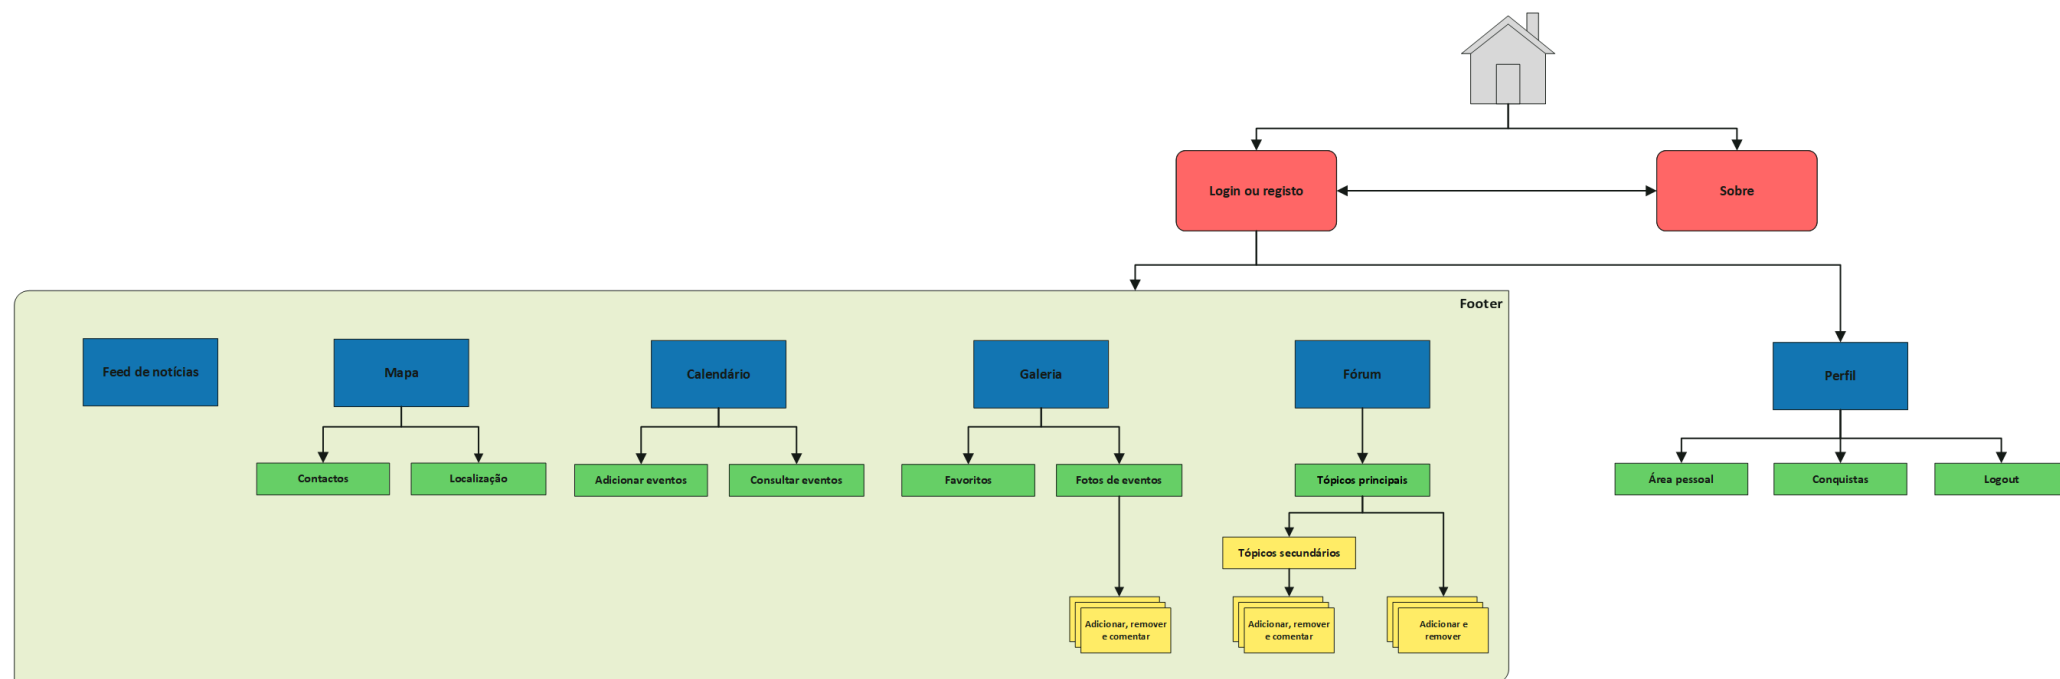 Login ou registo
Sobre
Footer
Feed de notícias
Mapa
Calendário
Galeria
Fórum
Perfil
Contactos
Localização
Adicionar eventos
Consultar eventos
Favoritos
Fotos de eventos
Tópicos principais
Área pessoal
Conquistas
Logout
Tópicos secundários
Adicionar, remover
e comentar
Adicionar, remover
e comentar
Adicionar e
remover